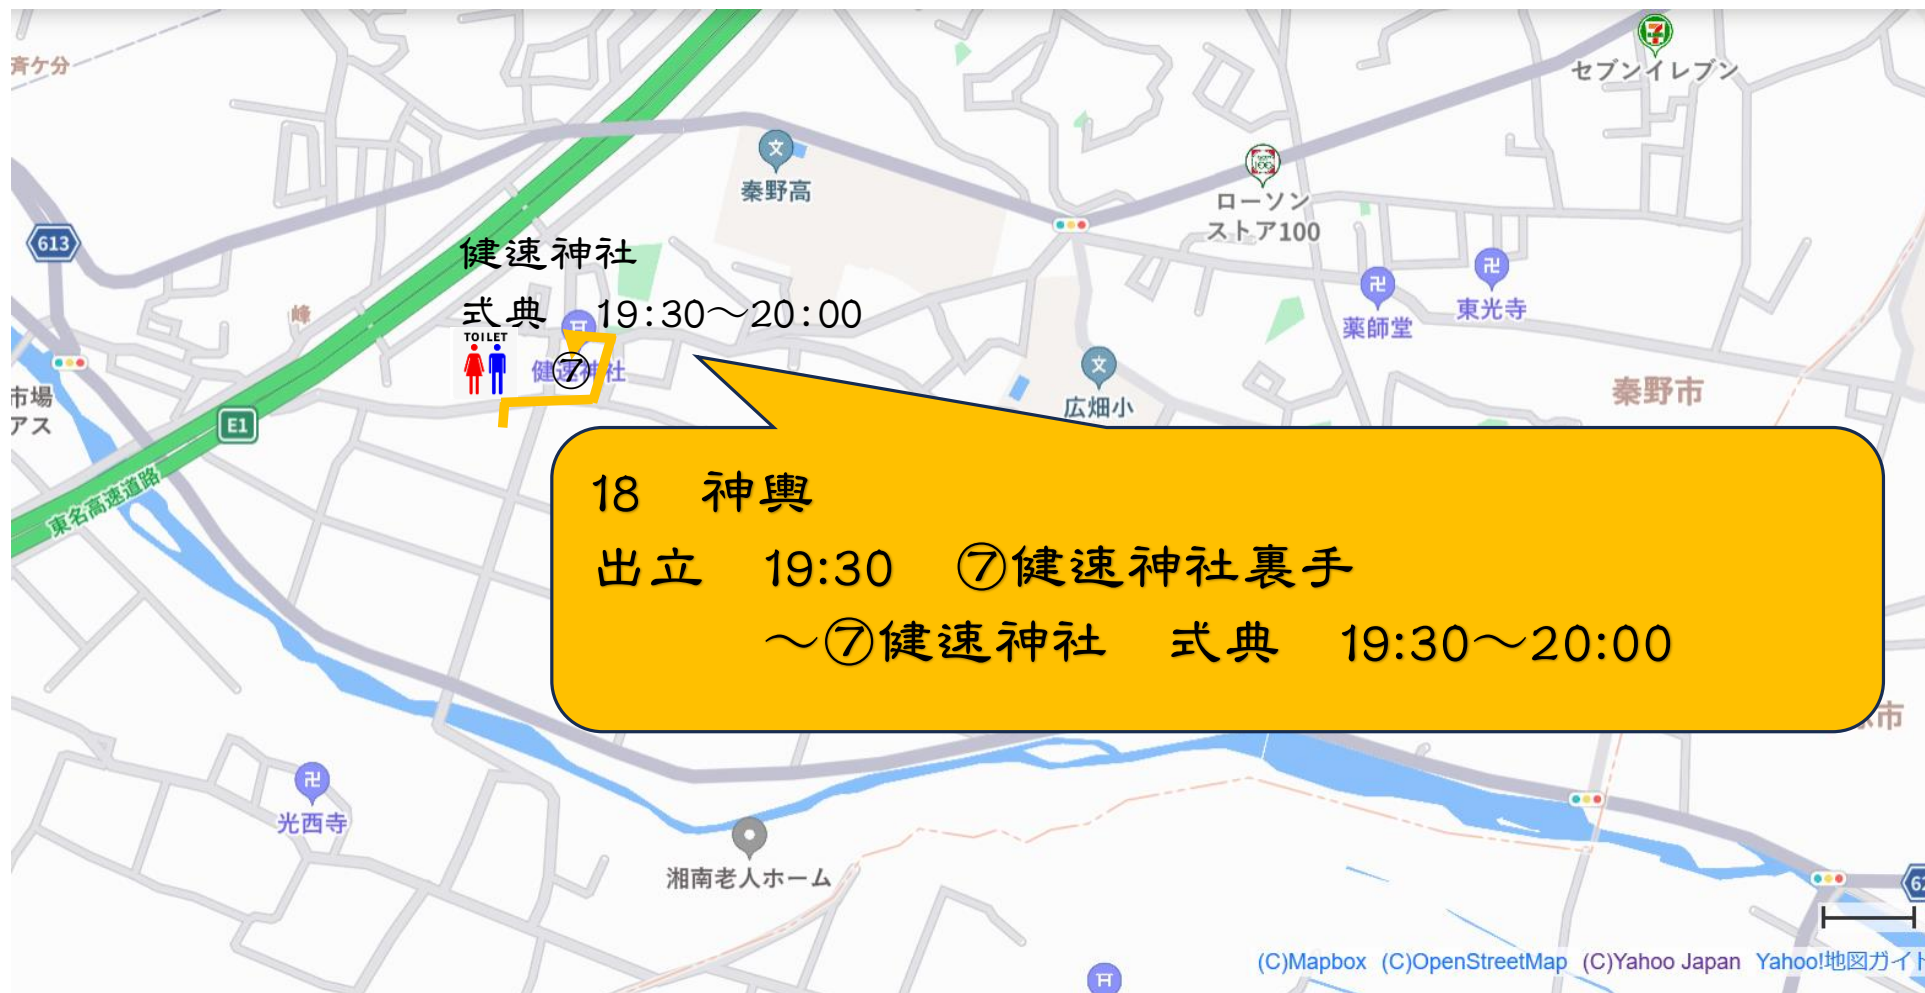 斉ケ分
セブンイレブン
秦野高
ローソン
ストア100
613
健速神社
式典 19:30～20:00
峰
東光寺
薬師堂
TOILET
⑦
広畑小
秦野市
市場
アス
E1
東名高速道路
18 神輿
出立 19:30 ⑦健速神社裏手
～⑦健速神社 式典 19:30～20:00
市
光西寺
湘南老人ホーム
62
(C)Mapbox (C)OpenStreetMap (C)Yahoo Japan Yahoo!地図ガイド